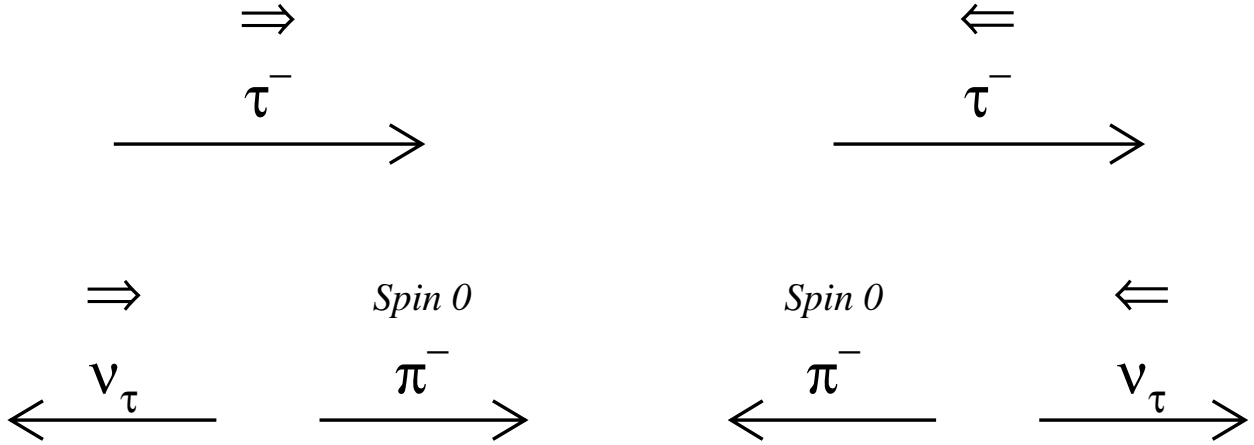 ⇒ ⇐
τ⁻ τ⁻
⇒ Spin 0 Spin 0 ⇐
ν_τ π⁻ π⁻ ν_τ